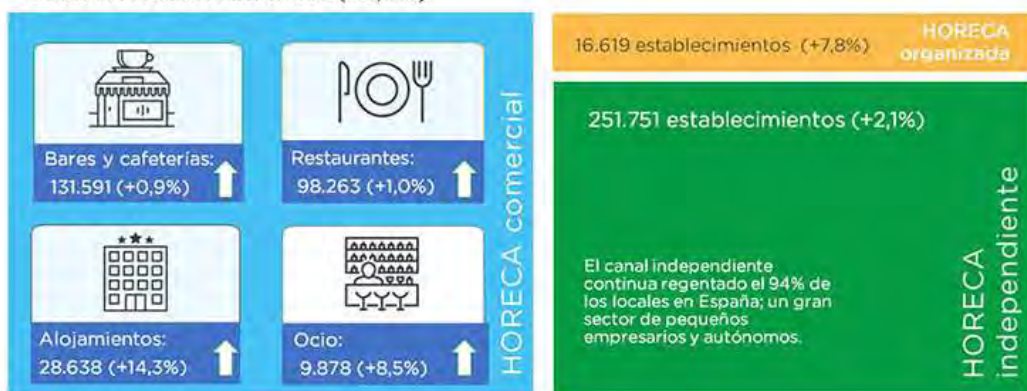 Bares y cafeterías:
131.591 (+0,9%)
Restaurantes:
98.263 (+1,0%)
Alojamientos:
28.638 (+14,3%)
Ocio:
9.878 (+8,5%)
HORECA comercial
16.619 establecimientos (+7,8%)
HORECA
organizada
251.751 establecimientos (+2,1%)
El canal independiente
continua regentado el 94% de
los locales en España; un gran
sector de pequeños
empresarios y autónomos.
HORECA
independiente